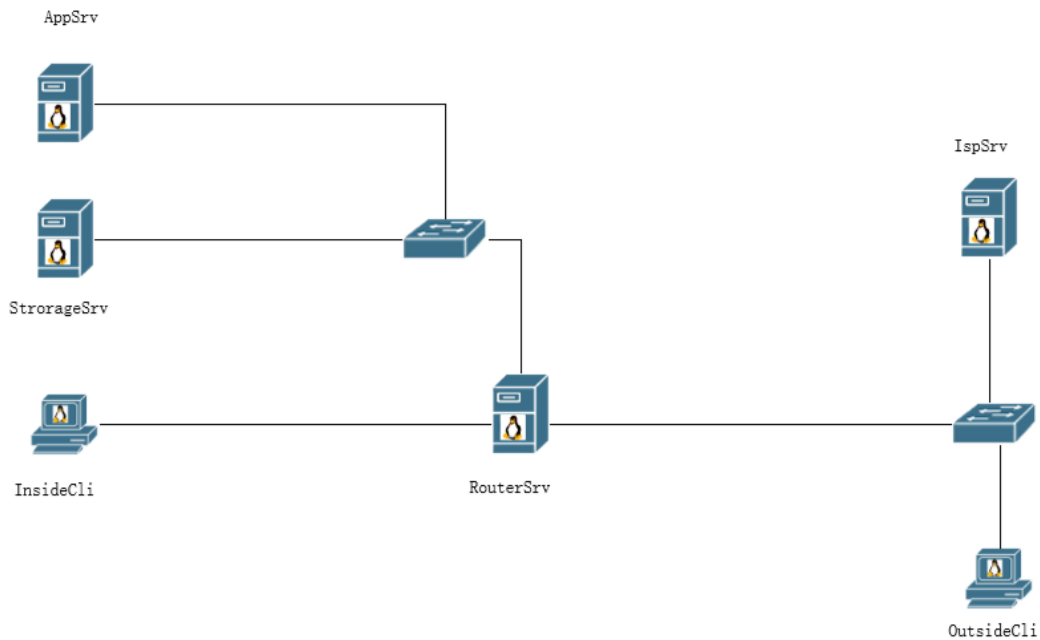 AppSrv
IspSrv
StrorageSrv
InsideCli
RouterSrv
OutsideCli